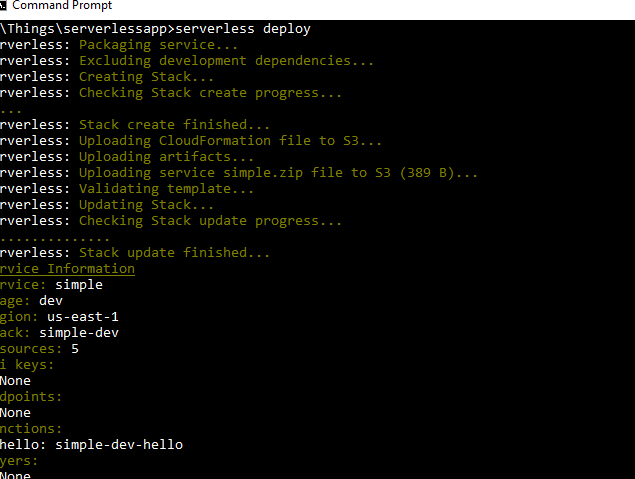 Command Prompt
\Things\serverlessapp>serverless deploy
rverless: Packaging service...
rverless: Excluding development dependencies...
rverless: Creating Stack...
rverless: Checking Stack create progress...
...
rverless: Stack create finished...
rverless: Uploading CloudFormation file to S3...
rverless: Uploading artifacts...
rverless: Uploading service simple.zip file to S3 (389 B)...
rverless: Validating template...
rverless: Updating Stack...
rverless: Checking Stack update progress...
..............
rverless: Stack update finished...
rvice Information
rvice: simple
age: dev
gion: us-east-1
ack: simple-dev
sources: 5
i keys:
None
dpoints:
None
nctions:
hello: simple-dev-hello
yers:
None